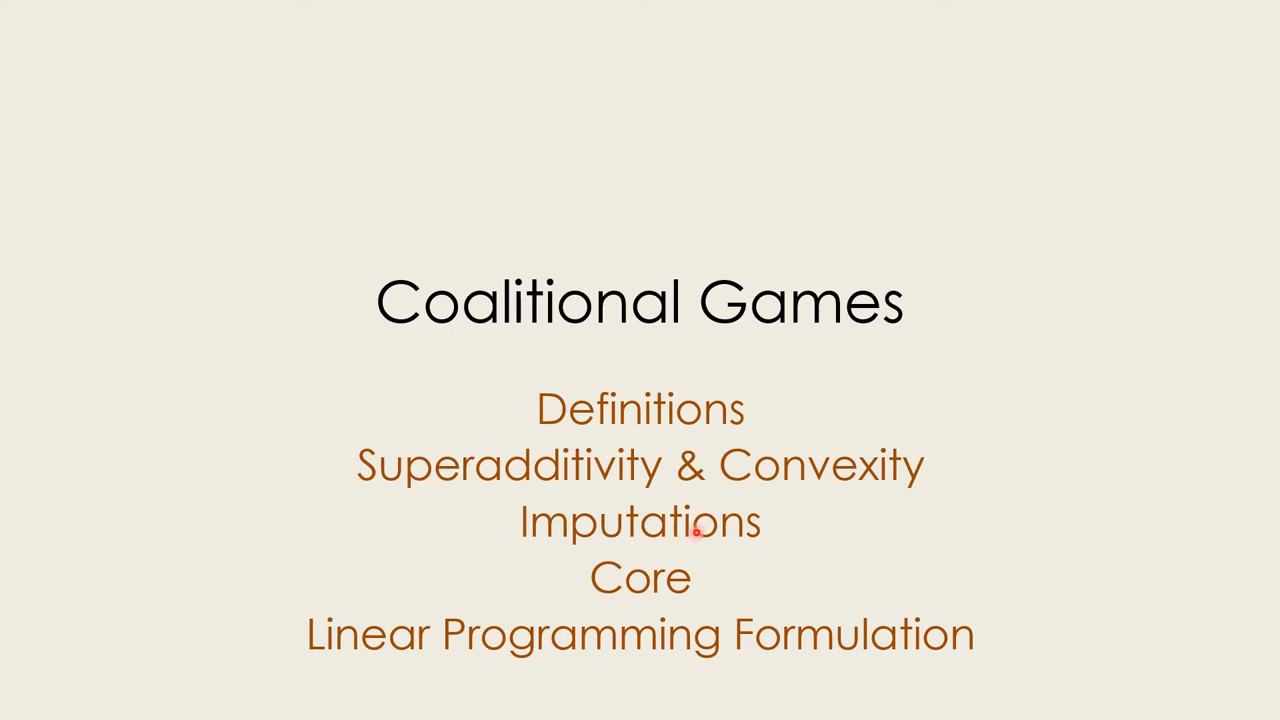 Coalitional Games
Definitions
Superadditivity & Convexity
Imputations
Core
Linear Programming Formulation